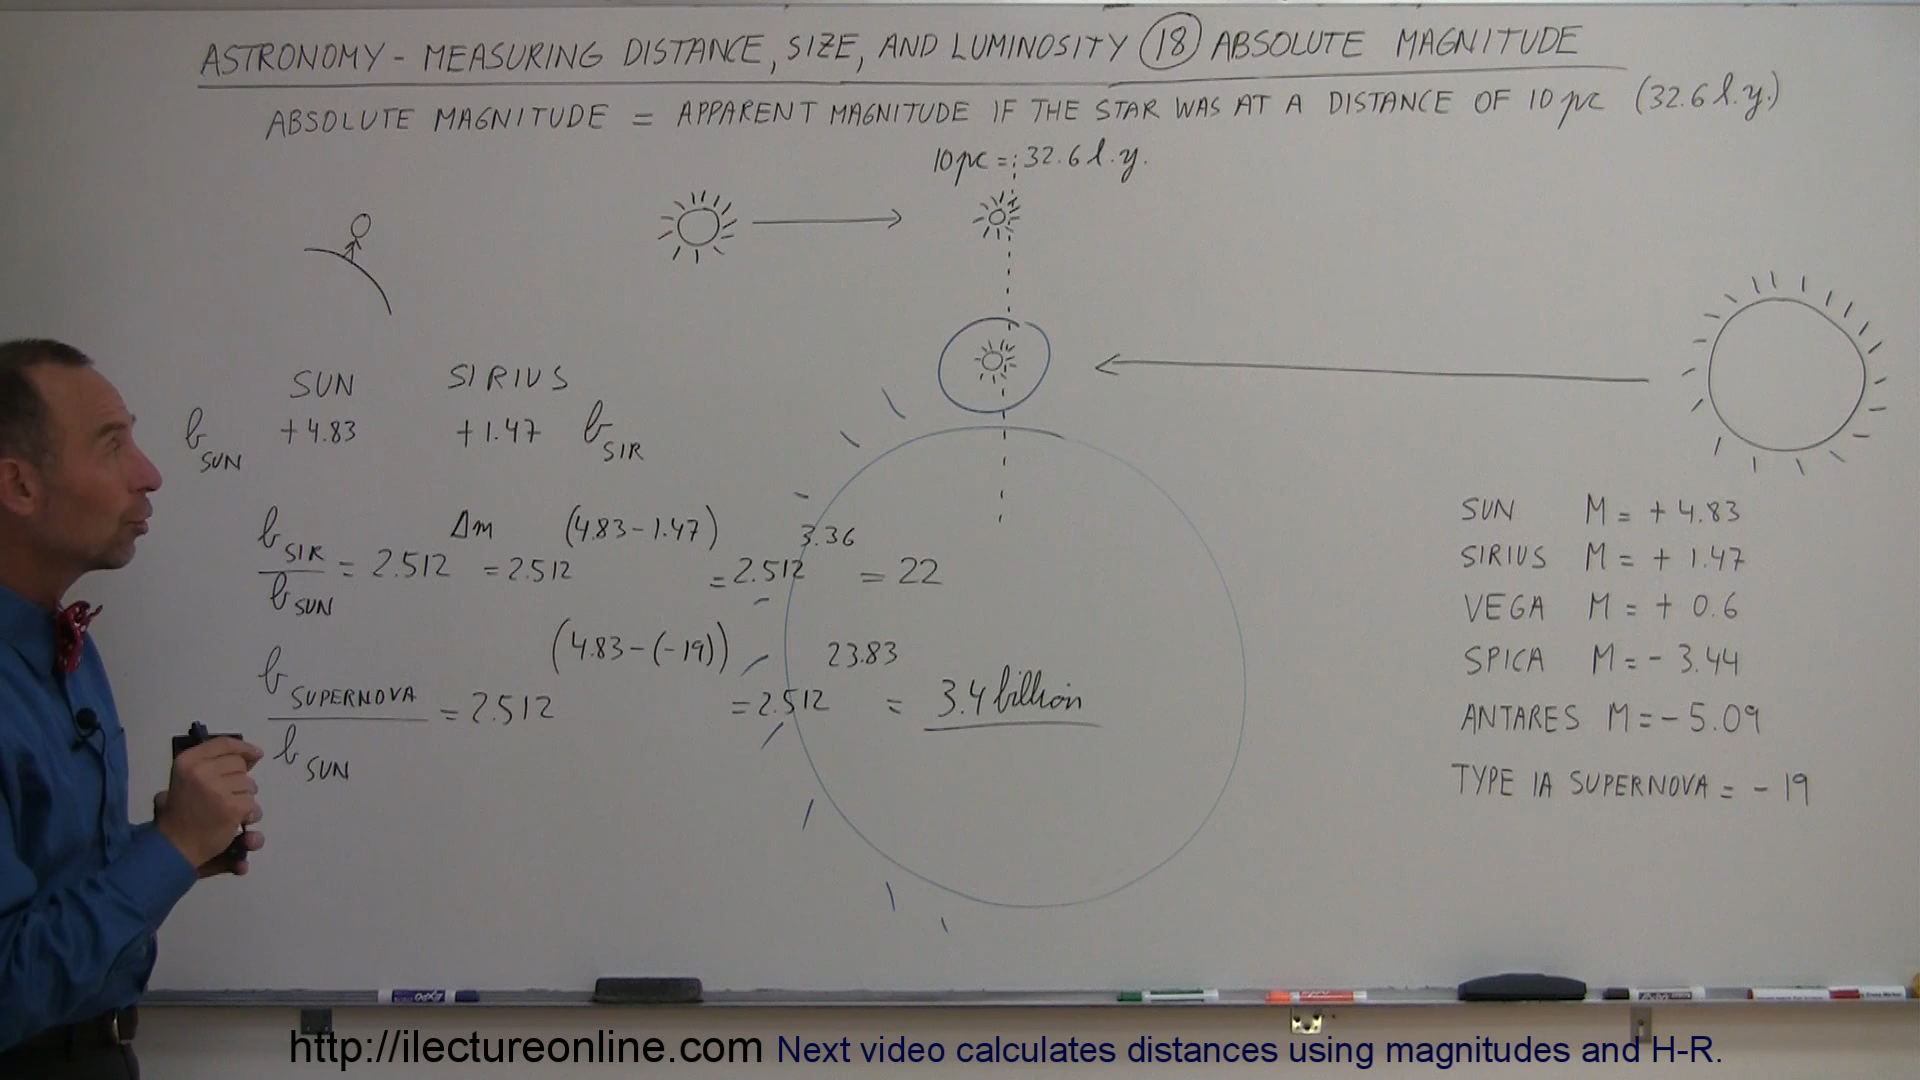 ASTRONOMY - MEASURING DISTANCE, SIZE, AND LUMINOSITY 18 ABSOLUTE MAGNITUDE
ABSOLUTE MAGNITUDE = APPARENT MAGNITUDE IF THE STAR WAS AT A DISTANCE OF 10 pc (32.6 l.y.)
10 pc = 32.6 l.y.
SUN SIRIUS
b SUN +4.83 +1.47 b SIR
b SIR / b SUN = 2.512^Δm = 2.512^(4.83-1.47) = 2.512^3.36 = 22
b SUPERNOVA / b SUN = 2.512^(4.83-(-19)) = 2.512^23.83 = 3.4 billion
SUN M = + 4.83
SIRIUS M = + 1.47
VEGA M = + 0.6
SPICA M = - 3.44
ANTARES M = - 5.09
TYPE 1A SUPERNOVA = - 19
EXPO
http://ilectureonline.com Next video calculates distances using magnitudes and H-R.